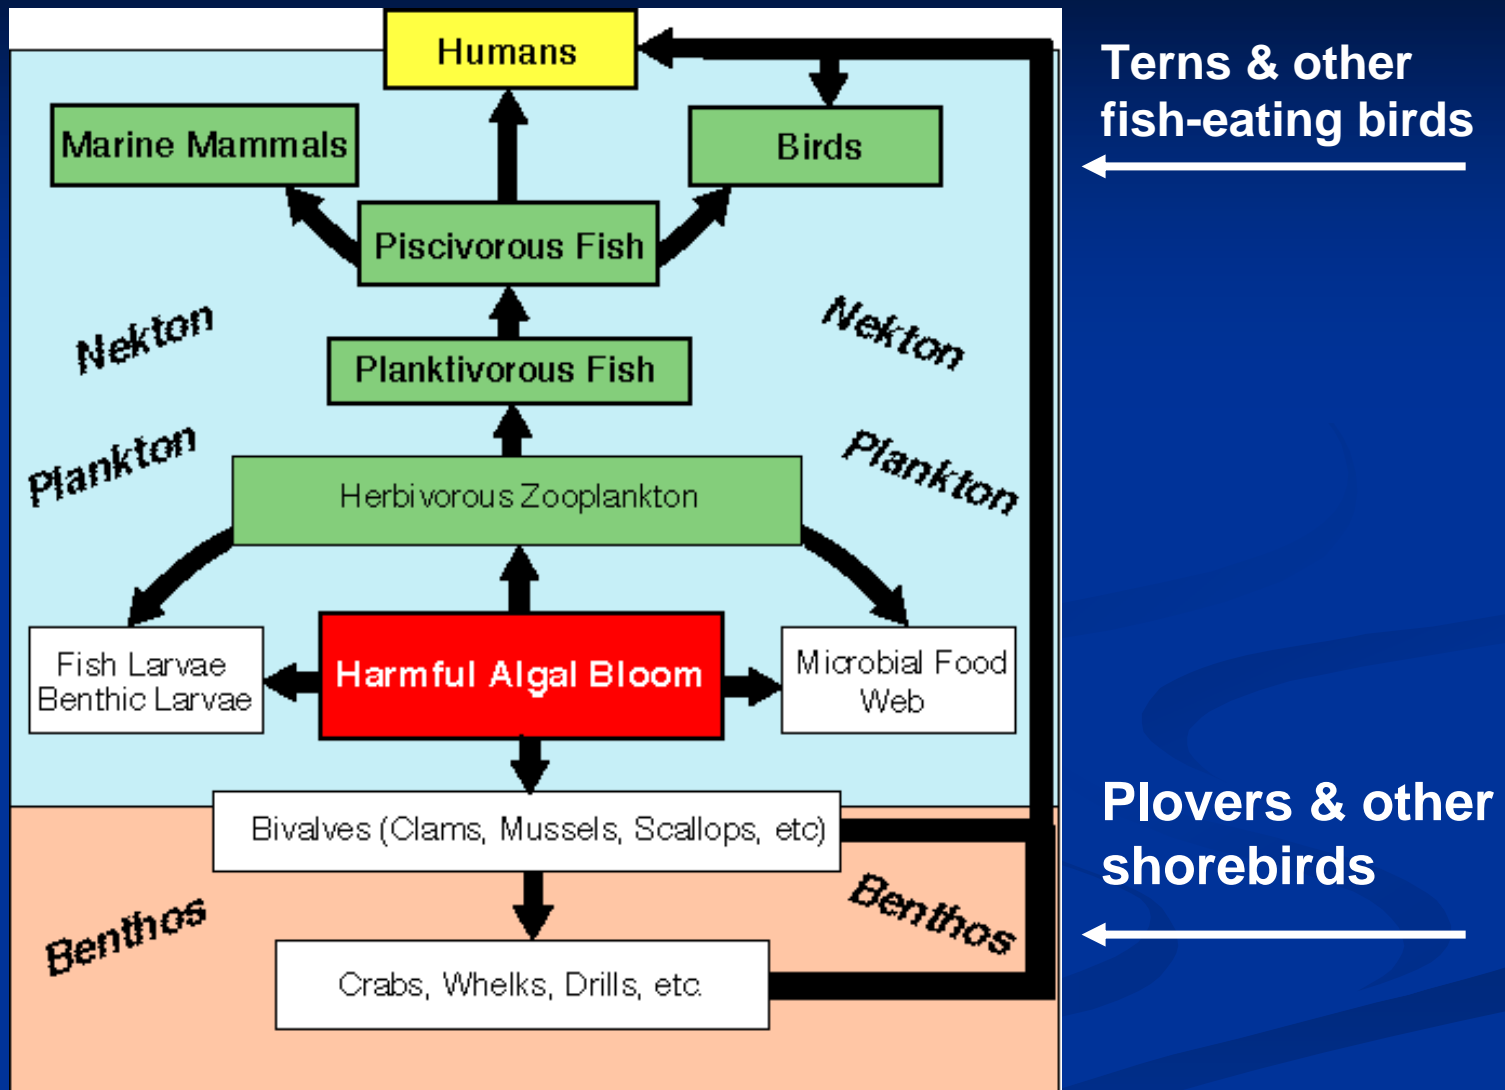 Humans
Terns & other
fish-eating birds
Marine Mammals
Birds
Piscivorous Fish
Nekton
Nekton
Planktivorous Fish
Plankton
Plankton
Herbivorous Zooplankton
Fish Larvae
Benthic Larvae
Harmful Algal Bloom
Microbial Food
Web
Bivalves (Clams, Mussels, Scallops, etc)
Plovers & other
shorebirds
Benthos
Benthos
Crabs, Whelks, Drills, etc.